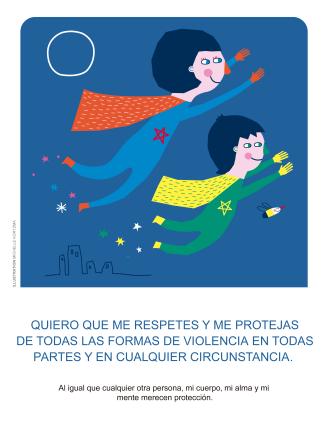 QUIERO QUE ME RESPETES Y ME PROTEJAS
DE TODAS LAS FORMAS DE VIOLENCIA EN TODAS
PARTES Y EN CUALQUIER CIRCUNSTANCIA.
Al igual que cualquier otra persona, mi cuerpo, mi alma y mi
mente merecen protección.